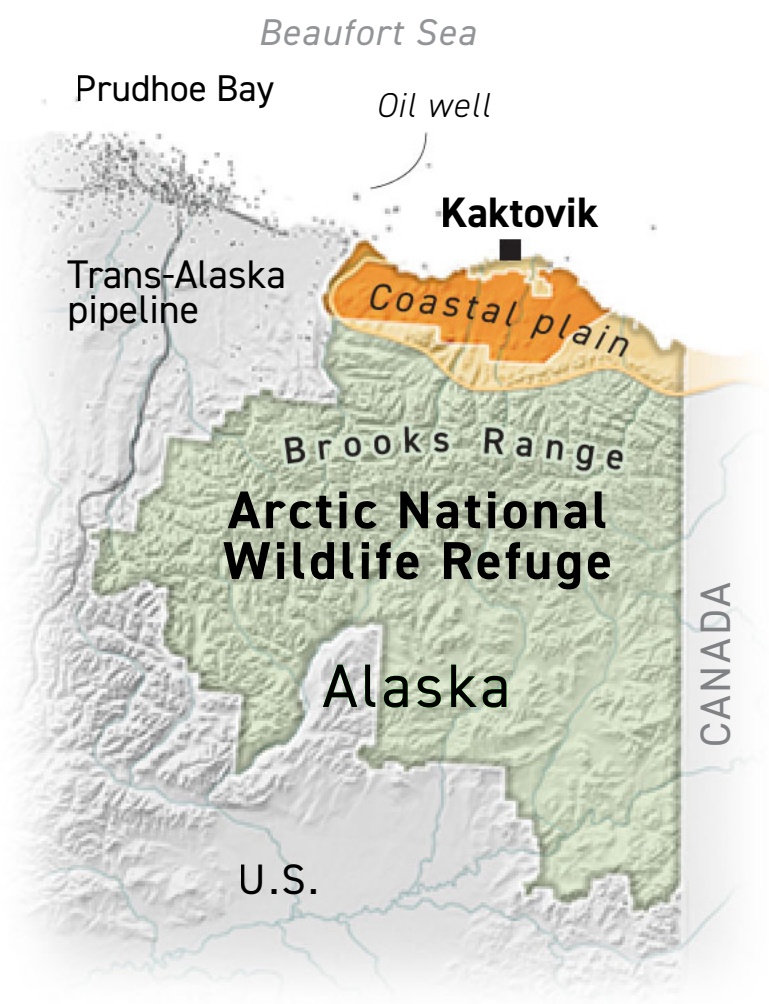 Beaufort Sea
Prudhoe Bay
Oil well
Kaktovik
Trans-Alaska
pipeline
Coastal plain
Brooks Range
Arctic National
Wildlife Refuge
Alaska
CANADA
U.S.